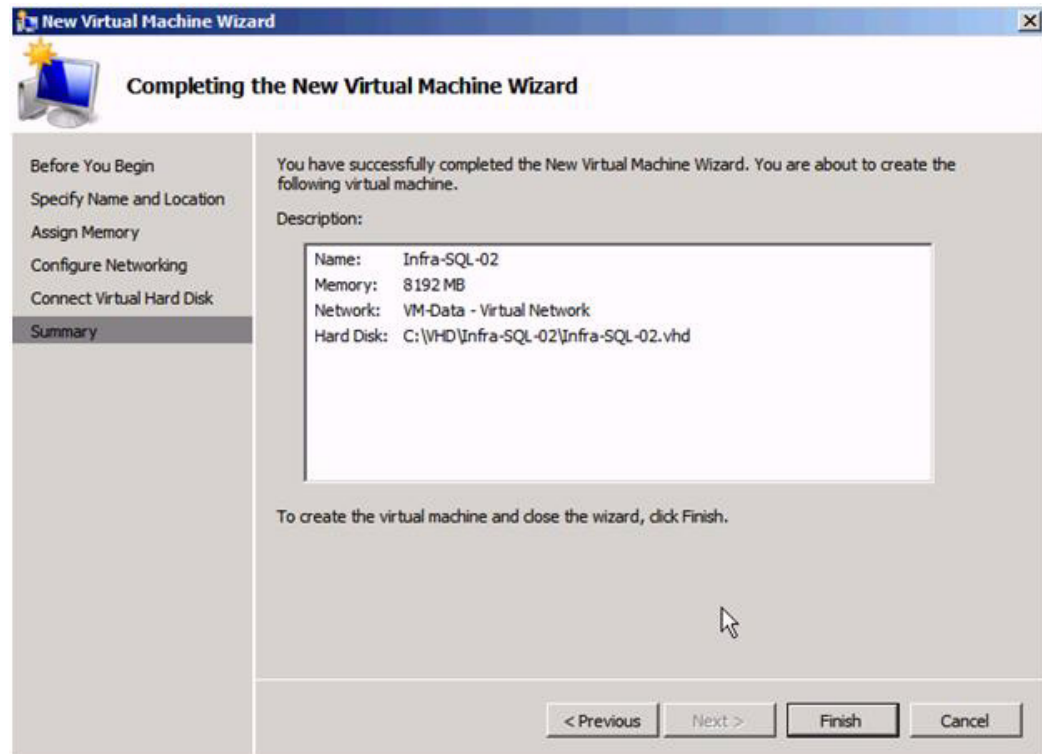 New Virtual Machine Wizard
Completing the New Virtual Machine Wizard
Before You Begin
Specify Name and Location
Assign Memory
Configure Networking
Connect Virtual Hard Disk
Summary
You have successfully completed the New Virtual Machine Wizard. You are about to create the
following virtual machine.
Description:
Name: Infra-SQL-02
Memory: 8192 MB
Network: VM-Data - Virtual Network
Hard Disk: C:\VHD\Infra-SQL-02\Infra-SQL-02.vhd
To create the virtual machine and close the wizard, click Finish.
< Previous Next > Finish Cancel